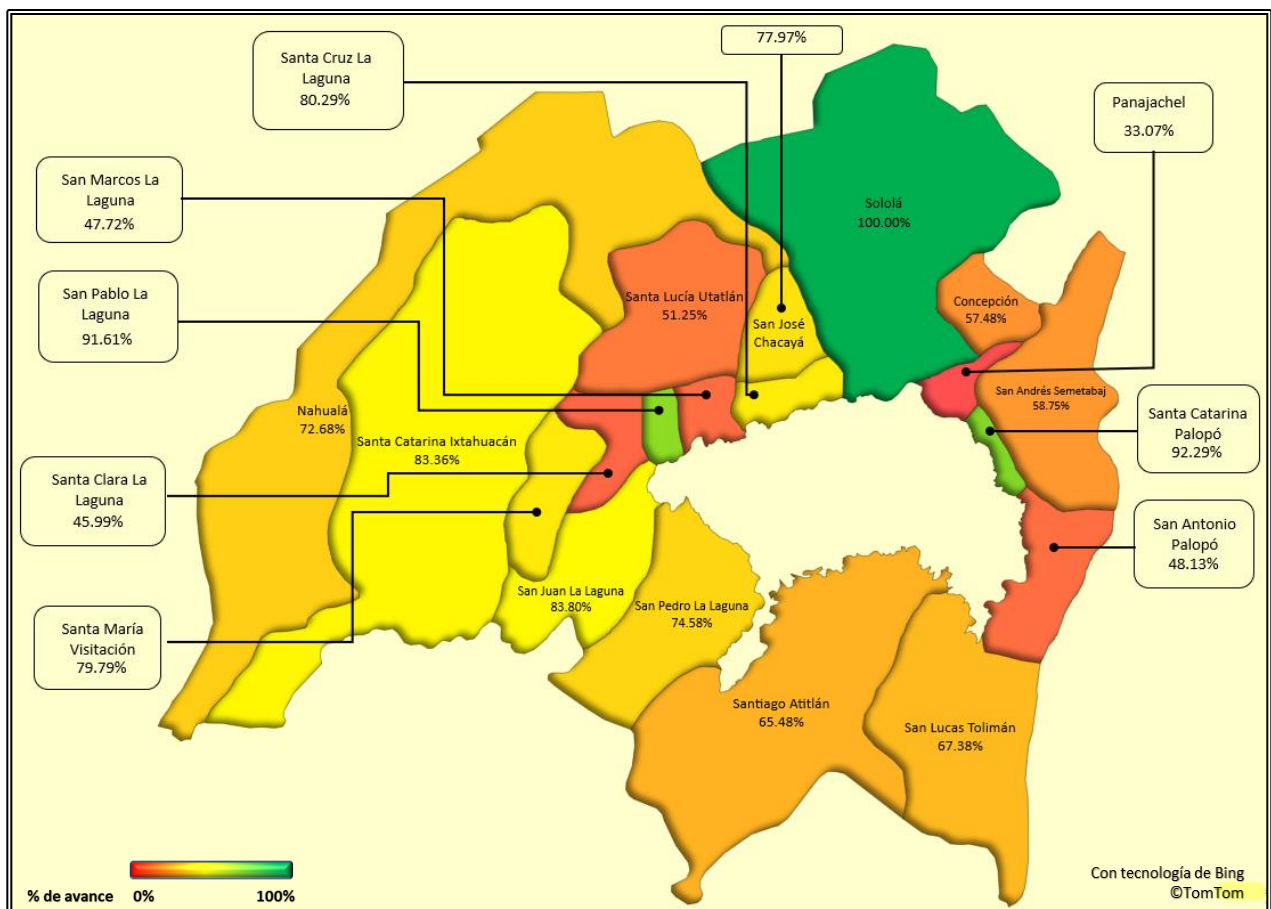 Santa Cruz La
Laguna
80.29%
77.97%
Panajachel
33.07%
San Marcos La
Laguna
47.72%
San Pablo La
Laguna
91.61%
Sololá
100.00%
Concepción
57.48%
Santa Lucía Utatlán
51.25%
San José
Chacayá
San Andrés Semetabaj
58.75%
Nahualá
72.68%
Santa Catarina Ixtahuacán
83.36%
Santa Catarina
Palopó
92.29%
Santa Clara La
Laguna
45.99%
San Antonio
Palopó
48.13%
San Juan La Laguna
83.80%
San Pedro La Laguna
74.58%
Santa María
Visitación
79.79%
Santiago Atitlán
65.48%
San Lucas Tolimán
67.38%
% de avance 0% 100%
Con tecnología de Bing
©TomTom